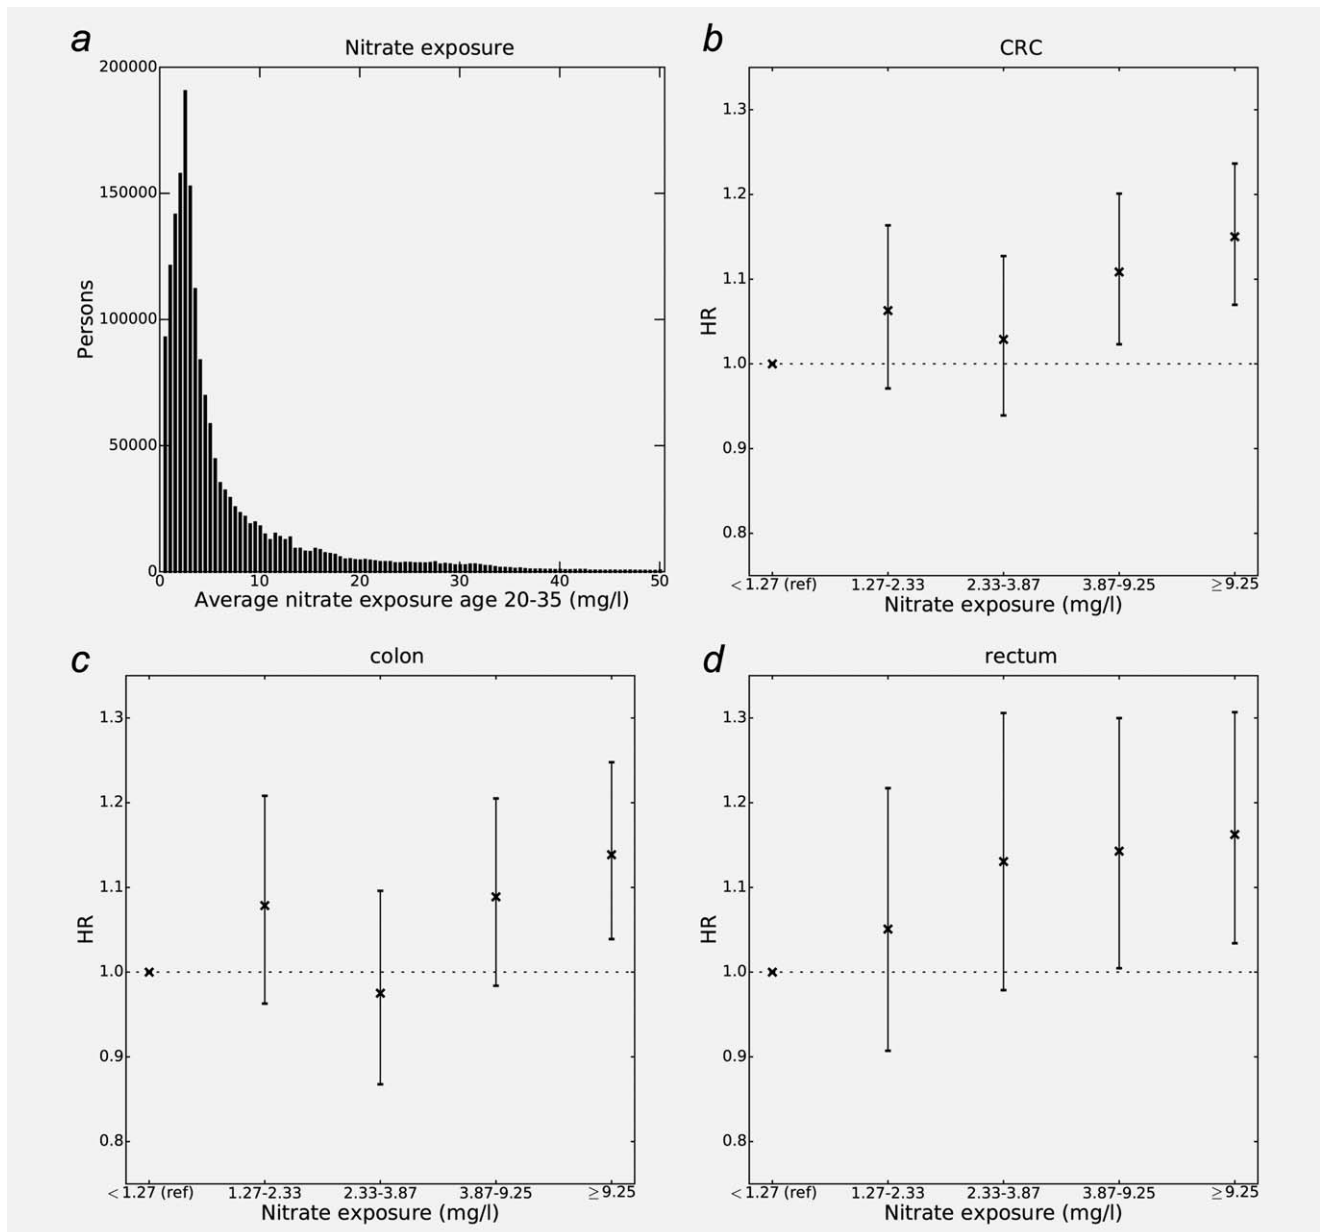 a
Nitrate exposure
200000
150000
100000
50000
0
Persons
0 10 20 30 40 50
Average nitrate exposure age 20-35 (mg/l)
b
CRC
1.3
1.2
1.1
1.0
0.9
0.8
HR
<1.27 (ref) 1.27-2.33 2.33-3.87 3.87-9.25 ≥9.25
Nitrate exposure (mg/l)
c
colon
1.3
1.2
1.1
1.0
0.9
0.8
HR
<1.27 (ref) 1.27-2.33 2.33-3.87 3.87-9.25 ≥9.25
Nitrate exposure (mg/l)
d
rectum
1.3
1.2
1.1
1.0
0.9
0.8
HR
<1.27 (ref) 1.27-2.33 2.33-3.87 3.87-9.25 ≥9.25
Nitrate exposure (mg/l)